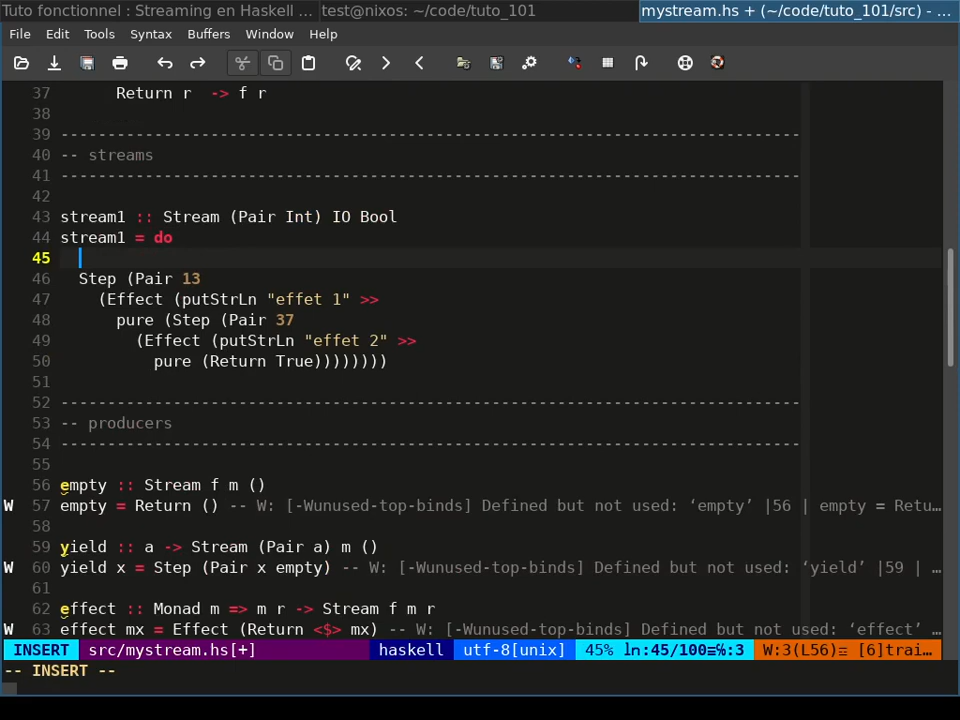 Tuto fonctionnel : Streaming en Haskell ... test@nixos: ~/code/tuto_101 mystream.hs + (~/code/tuto_101/src) - ...
File Edit Tools Syntax Buffers Window Help
37 Return r -> f r
38
39 -------------------------------------------------------------------------------
40 -- streams
41 -------------------------------------------------------------------------------
42
43 stream1 :: Stream (Pair Int) IO Bool
44 stream1 = do
45
46 Step (Pair 13
47 (Effect (putStrLn "effet 1" >>
48 pure (Step (Pair 37
49 (Effect (putStrLn "effet 2" >>
50 pure (Return True))))))))
51
52 -------------------------------------------------------------------------------
53 -- producers
54 -------------------------------------------------------------------------------
55
56 empty :: Stream f m ()
W 57 empty = Return () -- W: [-Wunused-top-binds] Defined but not used: ‘empty’ |56 | empty = Retu…
58
59 yield :: a -> Stream (Pair a) m ()
W 60 yield x = Step (Pair x empty) -- W: [-Wunused-top-binds] Defined but not used: ‘yield’ |59 | …
61
62 effect :: Monad m => m r -> Stream f m r
W 63 effect mx = Effect (Return <$> mx) -- W: [-Wunused-top-binds] Defined but not used: ‘effect’ …
INSERT src/mystream.hs[+] haskell utf-8[unix] 45% ln:45/100≡℅:3 W:3(L56)≡ [6]trai…
-- INSERT --